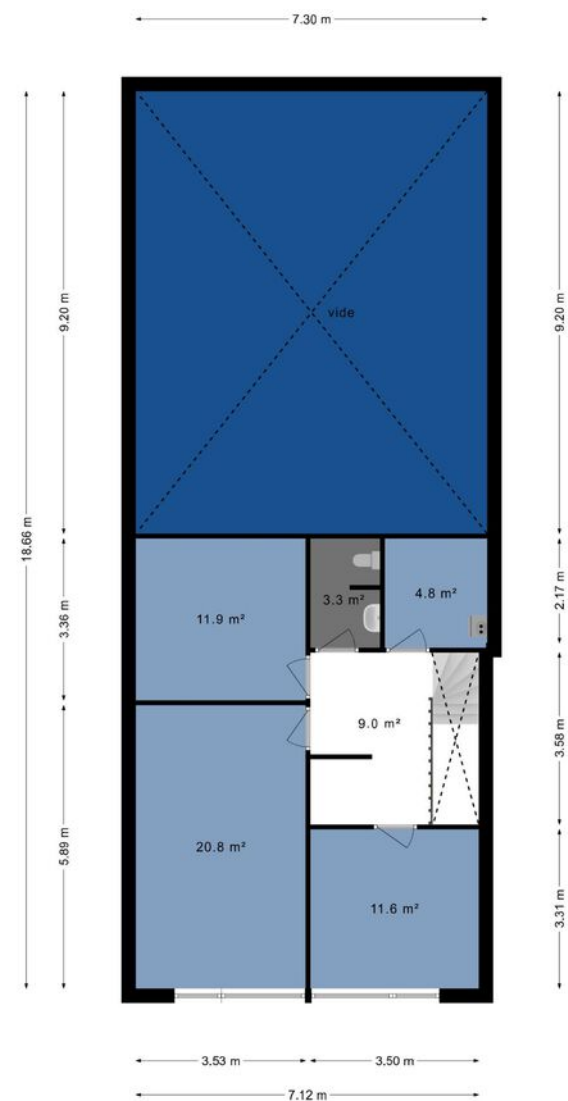 7.30 m
vide
9.20 m
9.20 m
18.66 m
3.36 m
2.17 m
11.9 m²
3.3 m²
4.8 m²
9.0 m²
3.58 m
5.89 m
20.8 m²
11.6 m²
3.31 m
3.53 m
3.50 m
7.12 m